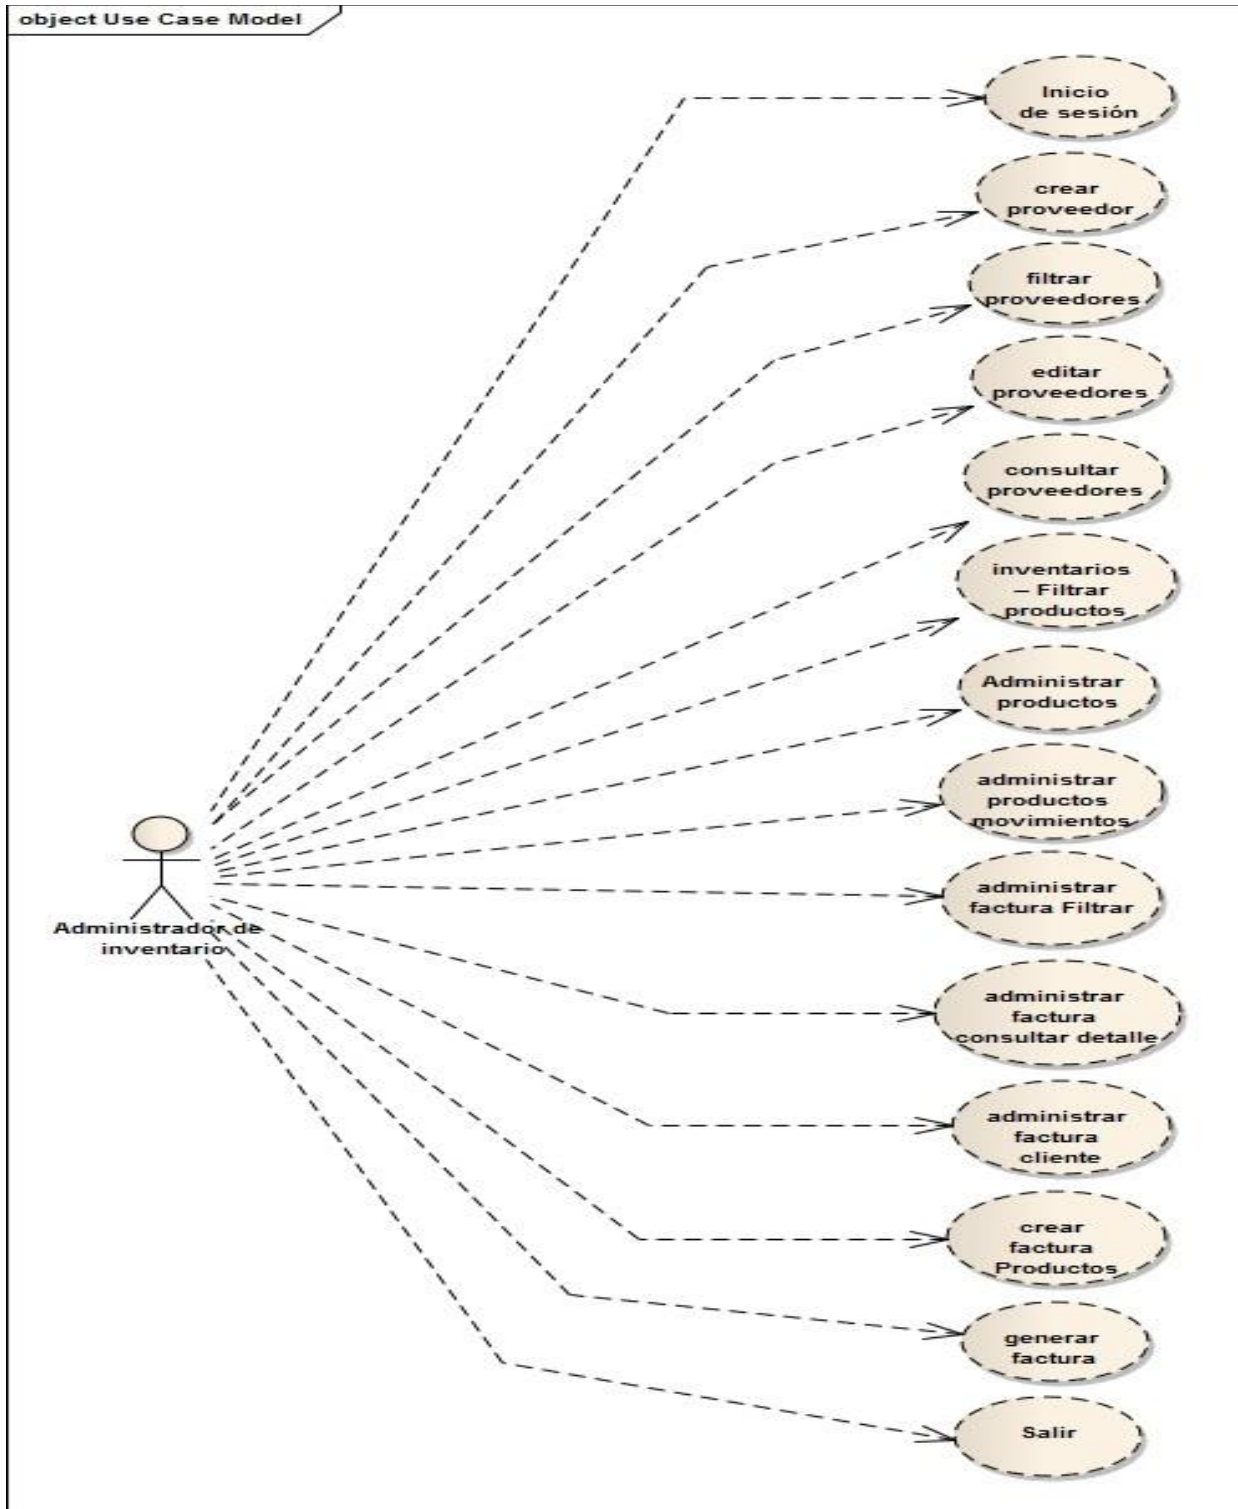 object Use Case Model
Inicio
de sesión
crear
proveedor
filtrar
proveedores
editar
proveedores
consultar
proveedores
inventarios
– Filtrar
productos
Administrar
productos
administrar
productos
movimientos
Administrador de
inventario
administrar
factura Filtrar
administrar
factura
consultar detalle
administrar
factura
cliente
crear
factura
Productos
generar
factura
Salir